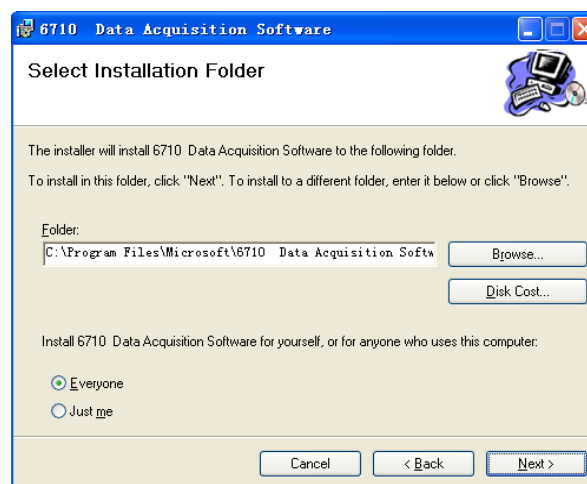 6710 Data Acquisition Software
Select Installation Folder
The installer will install 6710 Data Acquisition Software to the following folder.
To install in this folder, click "Next". To install to a different folder, enter it below or click "Browse".
Folder:
C:\Program Files\Microsoft\6710 Data Acquisition Softw
Browse...
Disk Cost...
Install 6710 Data Acquisition Software for yourself, or for anyone who uses this computer:
Everyone
Just me
Cancel
< Back
Next >